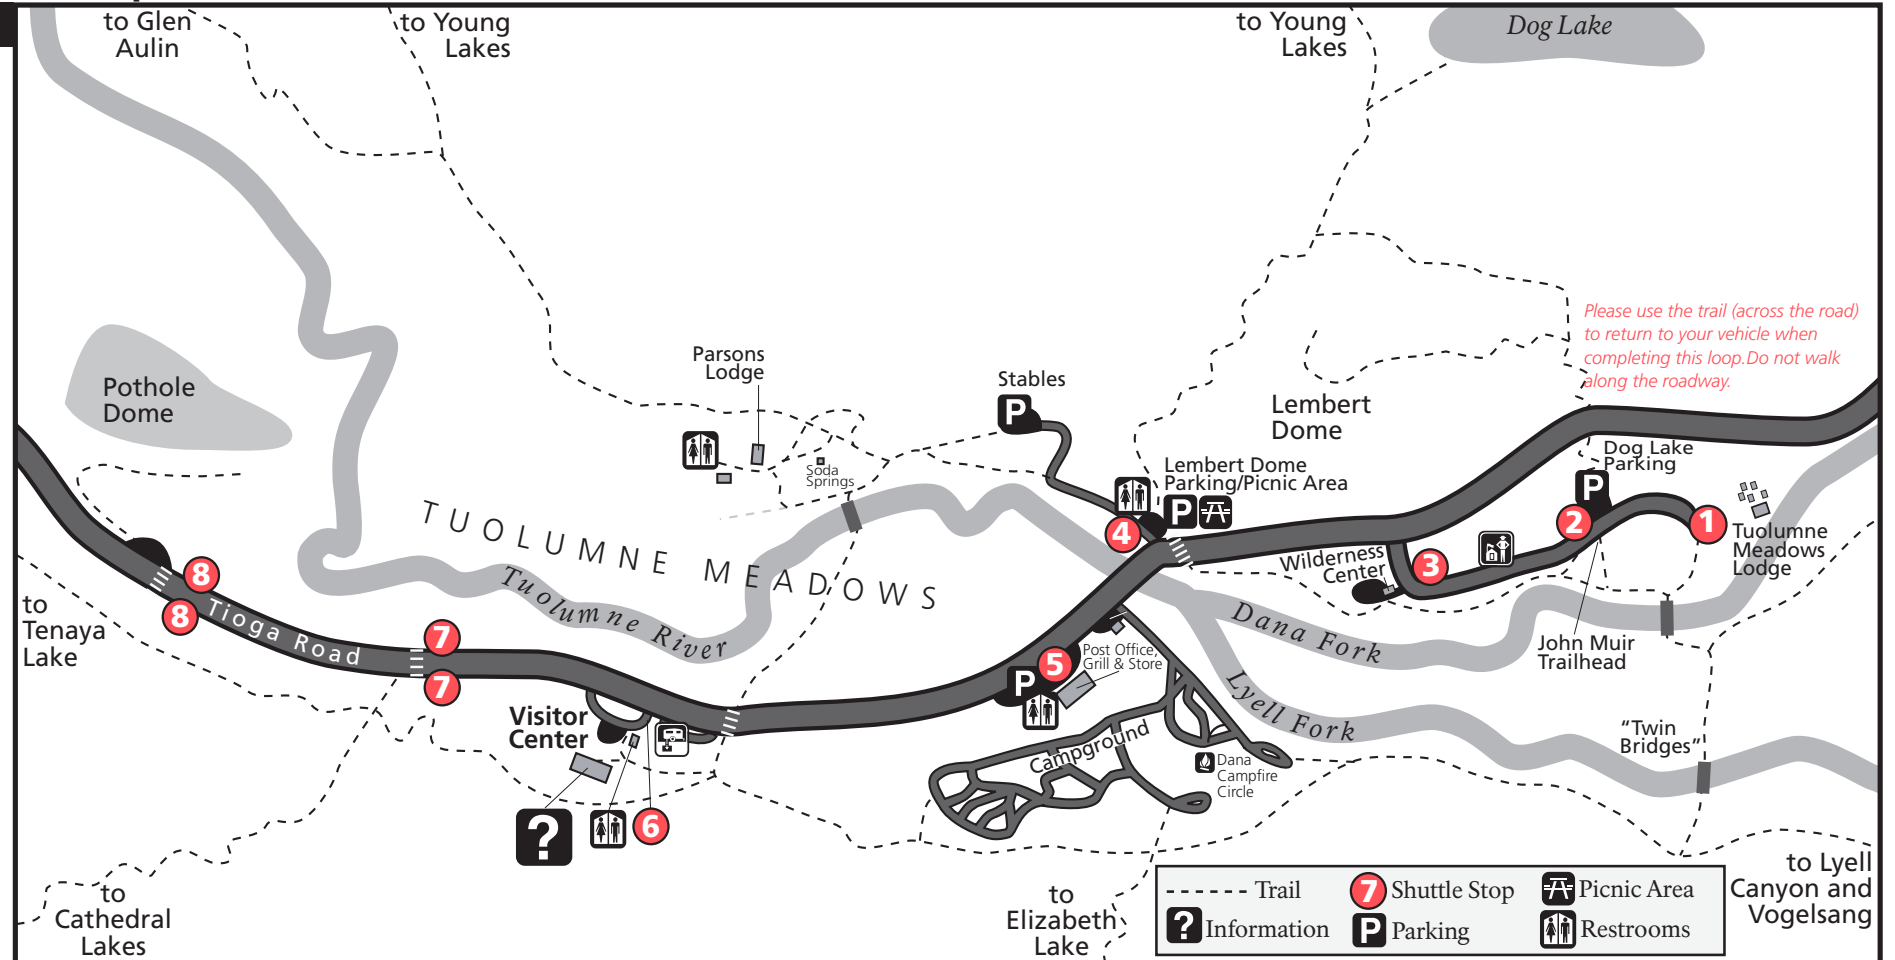 to Glen
Aulin
to Young
Lakes
to Young
Lakes
Dog Lake
Please use the trail (across the road)
to return to your vehicle when
completing this loop.Do not walk
along the roadway.
Parsons
Lodge
Stables
P
Pothole
Dome
Lembert
Dome
Soda
Springs
Lembert Dome
Parking/Picnic Area
P
Dog Lake
Parking
P
TUOLUMNE MEADOWS
4
2
1
Tuolumne
Meadows
Lodge
Wilderness
Center
3
8
8
Tioga Road
Tuolumne River
to
Tenaya
Lake
7
7
Dana Fork
John Muir
Trailhead
5
Post Office,
Grill & Store
P
Lyell Fork
Visitor
Center
"Twin
Bridges"
Campground
Dana
Campfire
Circle
?
6
to
Cathedral
Lakes
to
Elizabeth
Lake
to Lyell
Canyon and
Vogelsang
Trail
7 Shuttle Stop
Picnic Area
? Information
P Parking
Restrooms